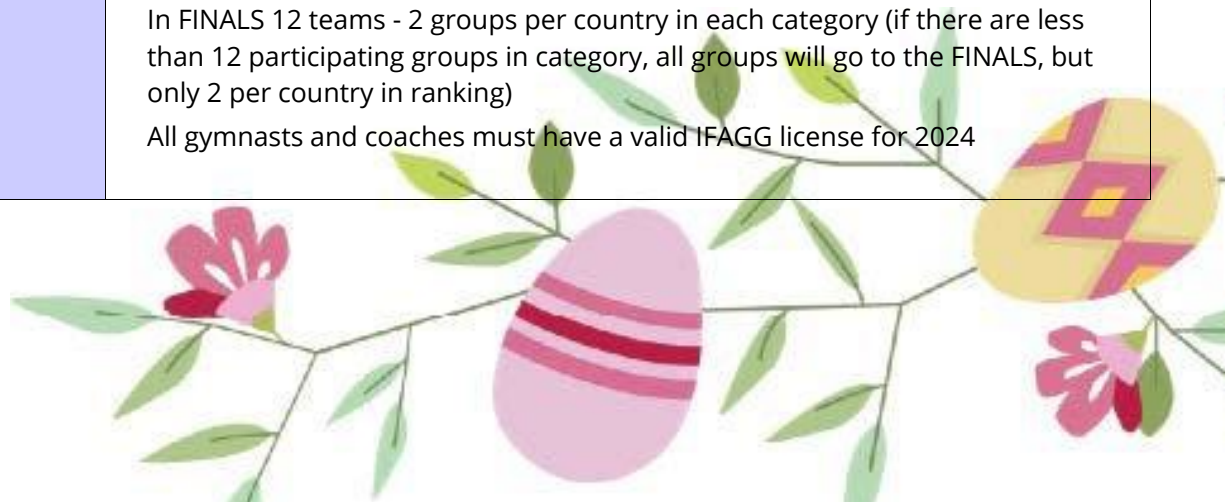 In FINALS 12 teams - 2 groups per country in each category (if there are less
than 12 participating groups in category, all groups will go to the FINALS, but
only 2 per country in ranking)
All gymnasts and coaches must have a valid IFAGG license for 2024